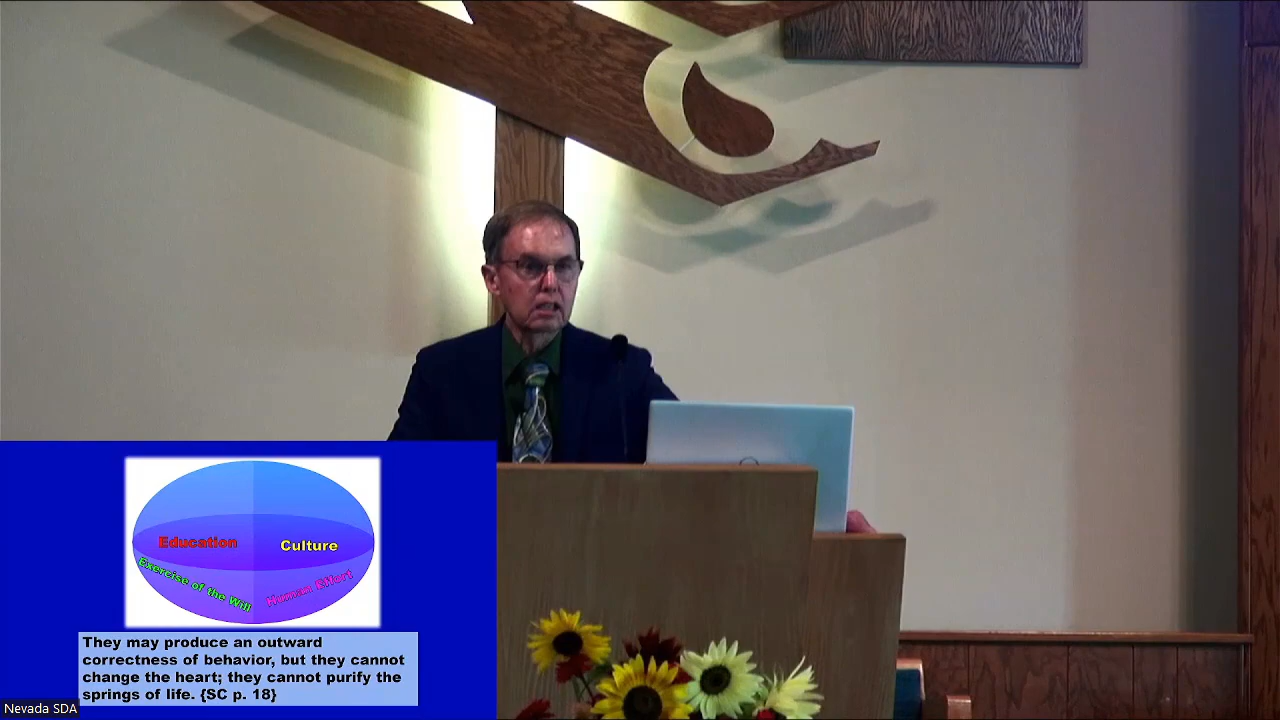 Education
Culture
Exercise of the Will
Human Effort
They may produce an outward
correctness of behavior, but they cannot
change the heart; they cannot purify the
springs of life. {SC p. 18}
Nevada SDA